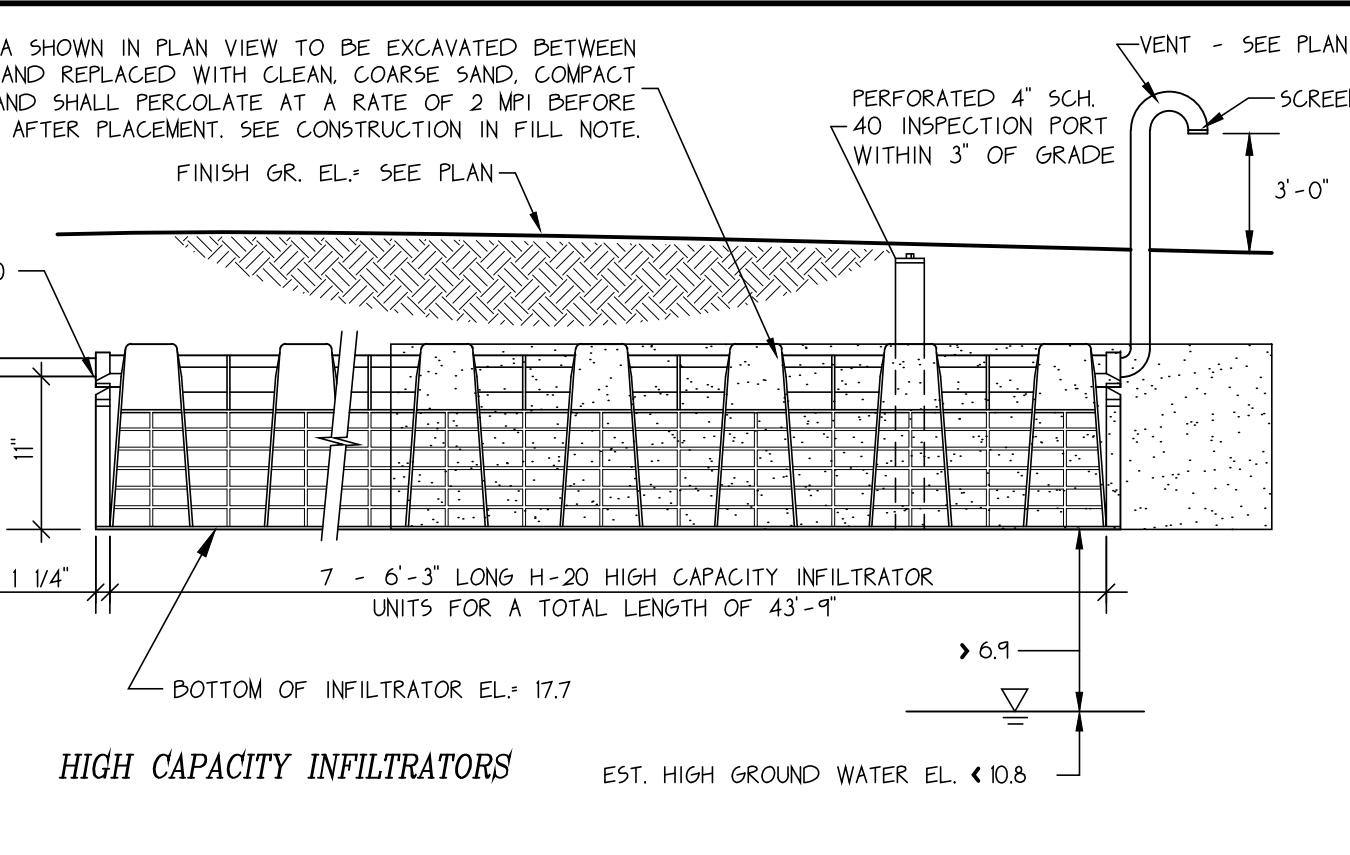 A SHOWN IN PLAN VIEW TO BE EXCAVATED BETWEEN
AND REPLACED WITH CLEAN, COARSE SAND, COMPACT
AND SHALL PERCOLATE AT A RATE OF 2 MPI BEFORE
AFTER PLACEMENT. SEE CONSTRUCTION IN FILL NOTE.
FINISH GR. EL.= SEE PLAN
PERFORATED 4" SCH.
40 INSPECTION PORT
WITHIN 3" OF GRADE
VENT - SEE PLAN
SCREE
3'-0"
11"
1 1/4"
7 - 6'-3" LONG H-20 HIGH CAPACITY INFILTRATOR
UNITS FOR A TOTAL LENGTH OF 43'-9"
> 6.9
BOTTOM OF INFILTRATOR EL.= 17.7
HIGH CAPACITY INFILTRATORS
EST. HIGH GROUND WATER EL. < 10.8